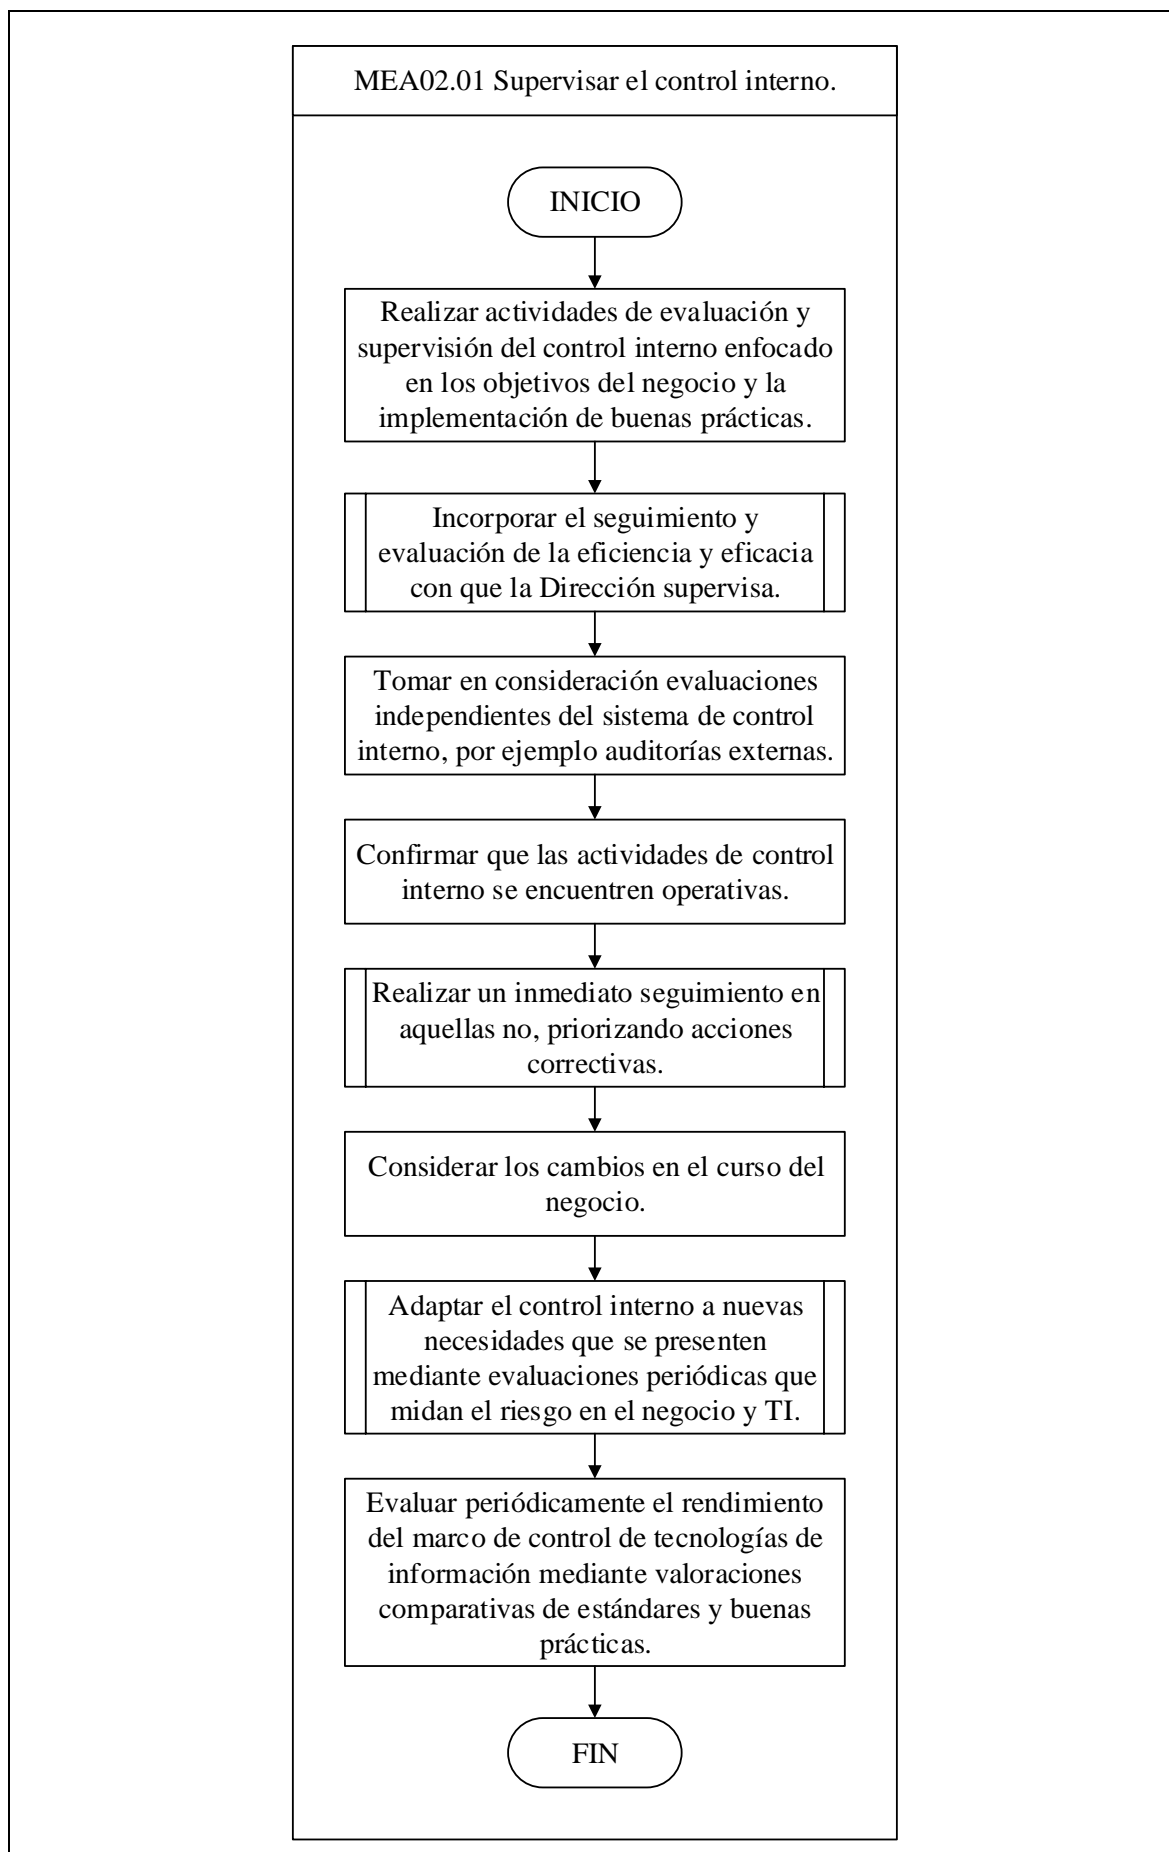 MEA02.01 Supervisar el control interno.
INICIO
Realizar actividades de evaluación y
supervisión del control interno enfocado
en los objetivos del negocio y la
implementación de buenas prácticas.
Incorporar el seguimiento y
evaluación de la eficiencia y eficacia
con que la Dirección supervisa.
Tomar en consideración evaluaciones
independientes del sistema de control
interno, por ejemplo auditorías externas.
Confirmar que las actividades de control
interno se encuentren operativas.
Realizar un inmediato seguimiento en
aquellas no, priorizando acciones
correctivas.
Considerar los cambios en el curso del
negocio.
Adaptar el control interno a nuevas
necesidades que se presenten
mediante evaluaciones periódicas que
midan el riesgo en el negocio y TI.
Evaluar periódicamente el rendimiento
del marco de control de tecnologías de
información mediante valoraciones
comparativas de estándares y buenas
prácticas.
FIN